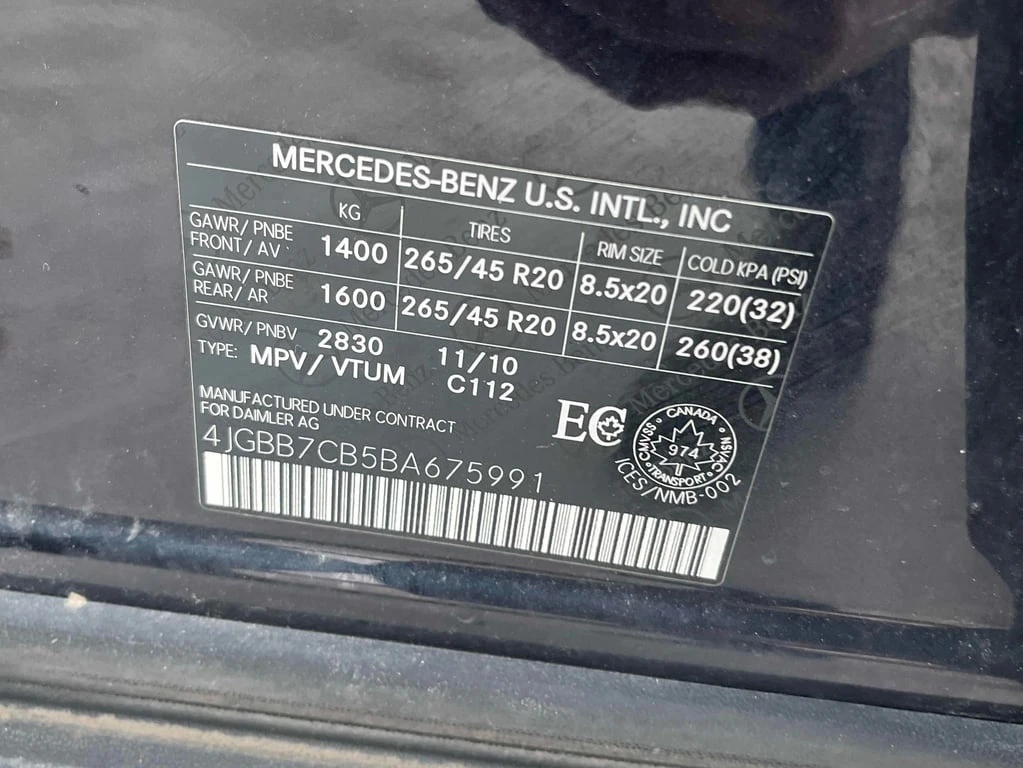 MERCEDES-BENZ U.S. INTL., INC
KG TIRES RIM SIZE COLD KPA (PSI)
GAWR/ PNBE
FRONT/ AV 1400 265/45 R20 8.5x20 220(32)
GAWR/ PNBE
REAR/ AR 1600 265/45 R20 8.5x20 260(38)
GVWR/ PNBV 2830 11/10
TYPE: MPV/ VTUM C112
MANUFACTURED UNDER CONTRACT
FOR DAIMLER AG
4JGBB7CB5BA675991
EC
CANADA
CMVSS
NSVAC
974
TRANSPORT
ICES/NMB-002